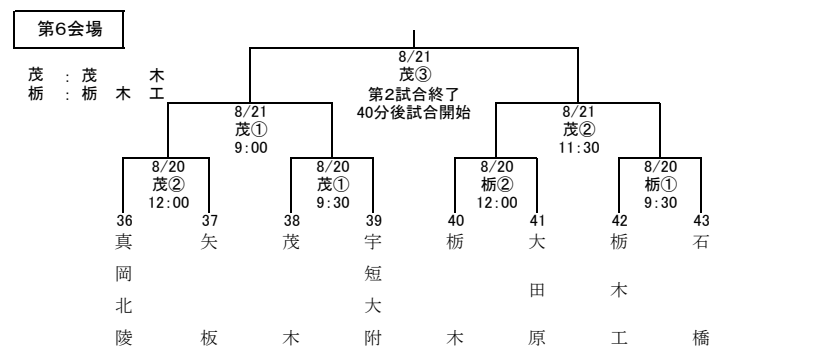 第6会場
茂 : 茂 木
栃 : 栃 木 工
8/21
茂③
第2試合終了
40分後試合開始
8/21
茂①
9:00
8/21
茂②
11:30
8/20
茂②
12:00
8/20
茂①
9:30
8/20
栃②
12:00
8/20
栃①
9:30
36 37 38 39 40 41 42 43
真岡北陵
矢板
茂木
宇短大附
栃木
大田原
栃木工
石橋